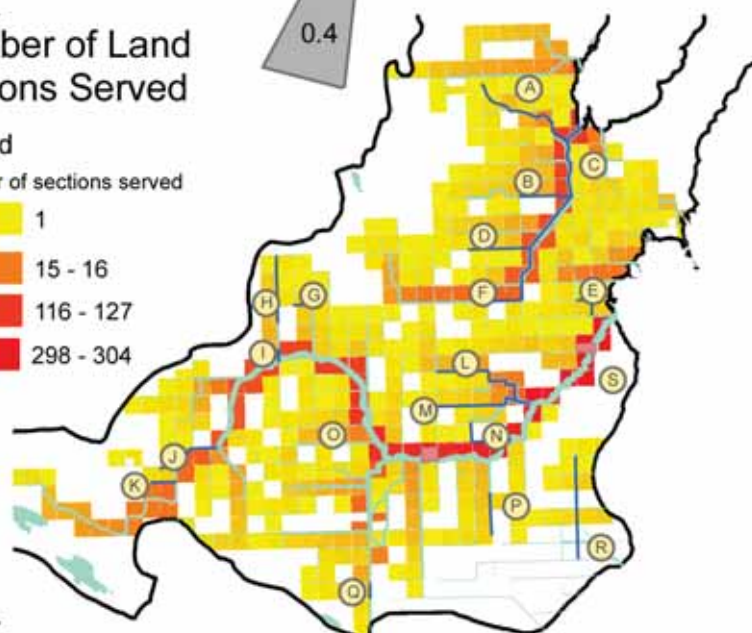 ber of Land
ons Served
d
r of sections served
1
15 - 16
116 - 127
298 - 304
0.4
A
B
C
D
E
F
G
H
I
J
K
L
M
N
O
P
Q
R
S